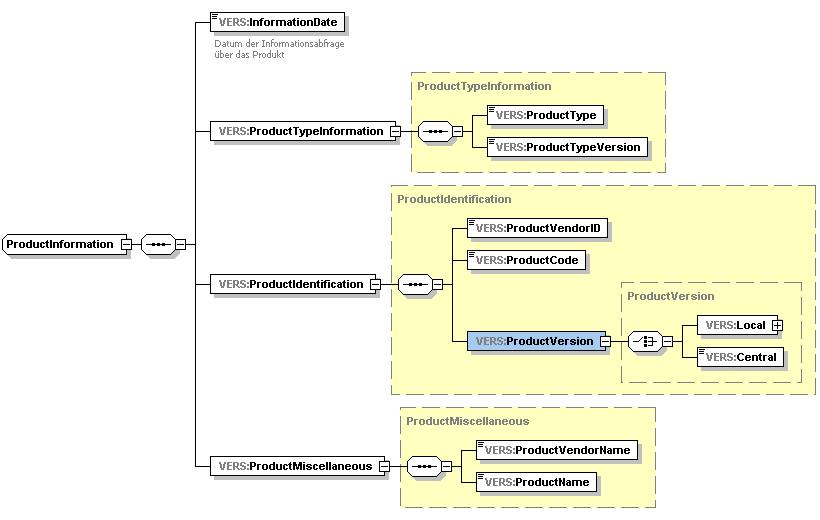 VERS:InformationDate
Datum der Informationsabfrage
über das Produkt
ProductTypeInformation
VERS:ProductTypeInformation
VERS:ProductType
VERS:ProductTypeVersion
ProductInformation
ProductIdentification
VERS:ProductIdentification
VERS:ProductVendorID
VERS:ProductCode
VERS:ProductVersion
ProductVersion
VERS:Local
VERS:Central
ProductMiscellaneous
VERS:ProductMiscellaneous
VERS:ProductVendorName
VERS:ProductName